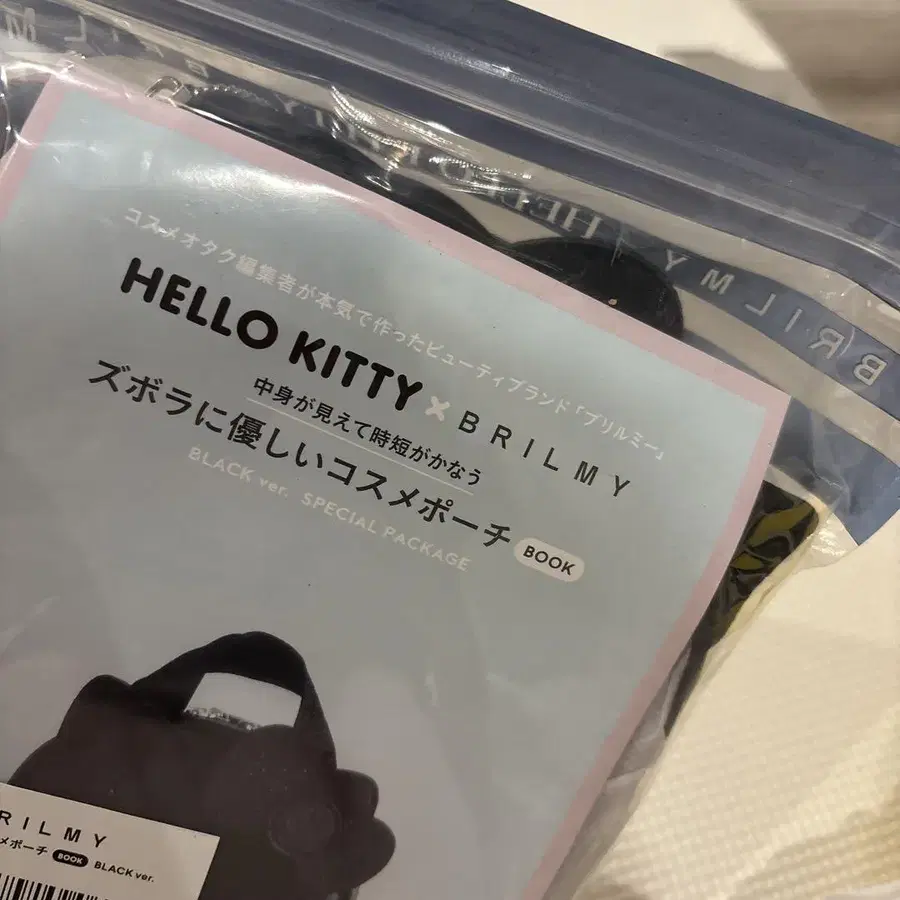 HELLO
BRILMY
コスメオタク編集者が本気で作ったビューティブランド「ブリルミー」
HELLO KITTY × BRILMY
中身が見えて時短がかなう
ズボラに優しいコスメポーチ BOOK
BLACK ver. SPECIAL PACKAGE
RILMY
メポーチ BOOK BLACK ver.